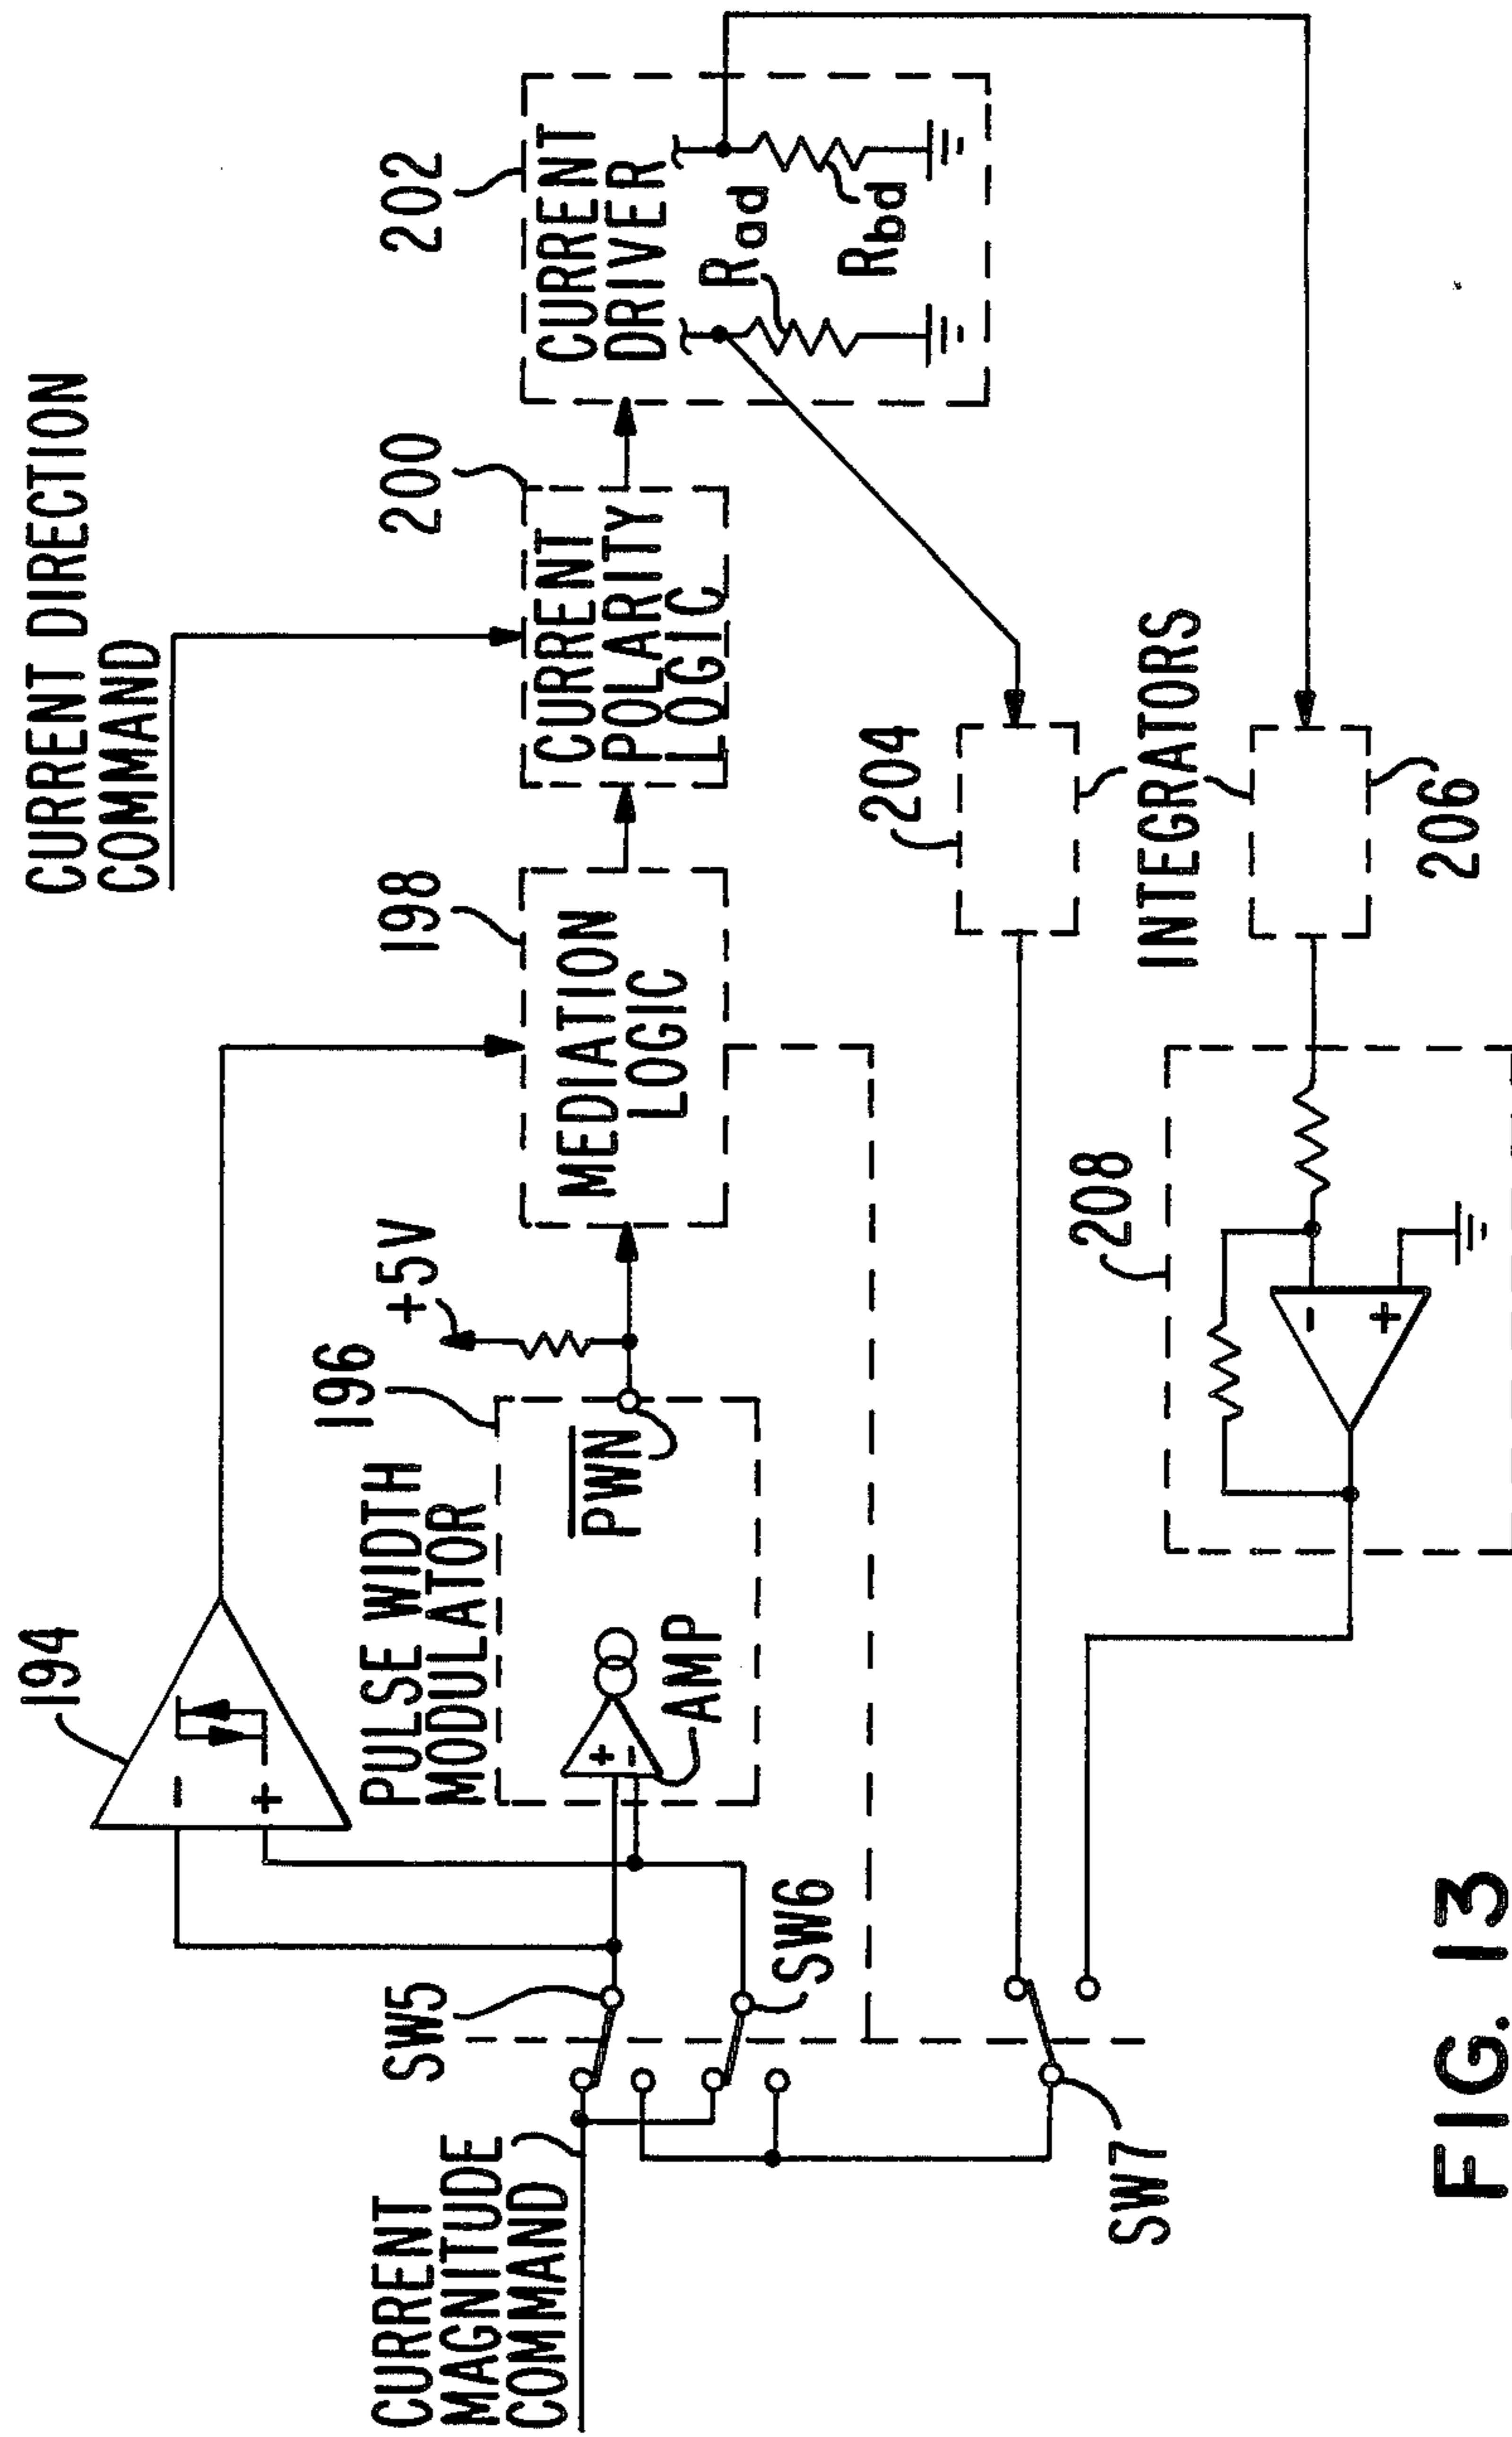 CURRENT DIRECTION
COMMAND
194
198
200
202
PULSE WIDTH
MODULATOR
196
+5V
MEDIATION
LOGIC
CURRENT
POLARITY
LOGIC
CURRENT
DRIVER
Rad
Rbd
-
+
PWN
+
-
AMP
CURRENT
MAGNITUDE
COMMAND
SW5
SW6
SW7
204
INTEGRATORS
206
208
-
+
FIG. 13